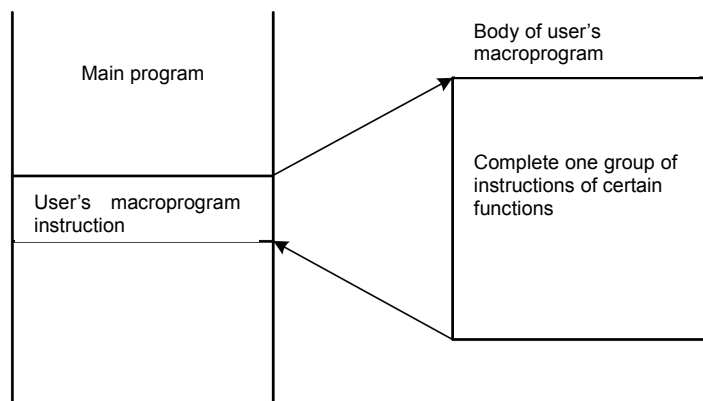 Main program
User's macroprogram
instruction
Body of user's
macroprogram
Complete one group of
instructions of certain
functions